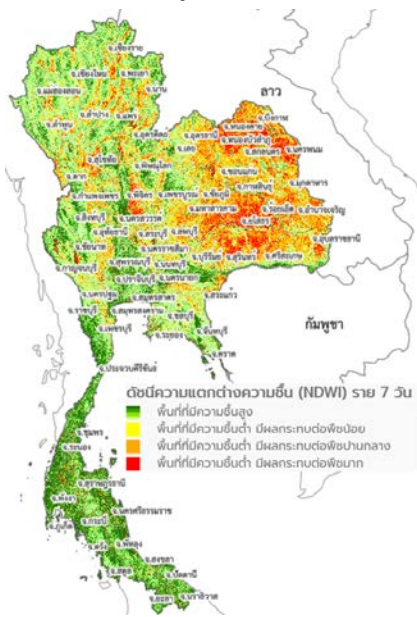 จ.เชียงราย
ลาว
จ.เชียงใหม่
จ.พะเยา
จ.แม่ฮ่องสอน
จ.น่าน
จ.บึงกาฬ
จ.ลำปาง
จ.แพร่
จ.หนองคาย
จ.ลำพูน
จ.อุตรดิตถ์
จ.อุดรธานี
จ.หนองบัวลำภู
จ.เลย
จ.สกลนคร
จ.นครพนม
จ.สุโขทัย
จ.พิษณุโลก
จ.ขอนแก่น
จ.ตาก
จ.มุกดาหาร
จ.กาฬสินธุ์
จ.กำแพงเพชร
จ.พิจิตร
จ.เพชรบูรณ์
จ.ชัยภูมิ
จ.มหาสารคาม
จ.ร้อยเอ็ด
จ.อำนาจเจริญ
จ.สิงห์บุรี
จ.นครสวรรค์
จ.ยโสธร
จ.อุทัยธานี
จ.สระบุรี
จ.ลพบุรี
จ.อุบลราชธานี
จ.ชัยนาท
จ.นครราชสีมา
จ.บุรีรัมย์
จ.สุรินทร์
จ.ศรีสะเกษ
จ.สุพรรณบุรี
จ.นนทบุรี
จ.กาญจนบุรี
จ.ปราจีนบุรี
จ.นครนายก
จ.นครปฐม
จ.สมุทรสาคร
จ.สระแก้ว
จ.ราชบุรี
จ.สมุทรสงคราม
จ.ชลบุรี
กัมพูชา
จ.เพชรบุรี
จ.ระยอง
จ.จันทบุรี
จ.ตราด
จ.ประจวบคีรีขันธ์
ดัชนีความแตกต่างความชื้น (NDWI) ราย 7 วัน
พื้นที่ที่มีความชื้นสูง
พื้นที่ที่มีความชื้นต่ำ มีผลกระทบต่อพืชน้อย
พื้นที่ที่มีความชื้นต่ำ มีผลกระทบต่อพืชปานกลาง
พื้นที่ที่มีความชื้นต่ำ มีผลกระทบต่อพืชมาก
จ.ชุมพร
จ.ระนอง
จ.สุราษฎร์ธานี
จ.พังงา
จ.นครศรีธรรมราช
จ.ภูเก็ต
จ.กระบี่
จ.ตรัง
จ.พัทลุง
จ.สงขลา
จ.สตูล
จ.ปัตตานี
จ.ยะลา
จ.นราธิวาส